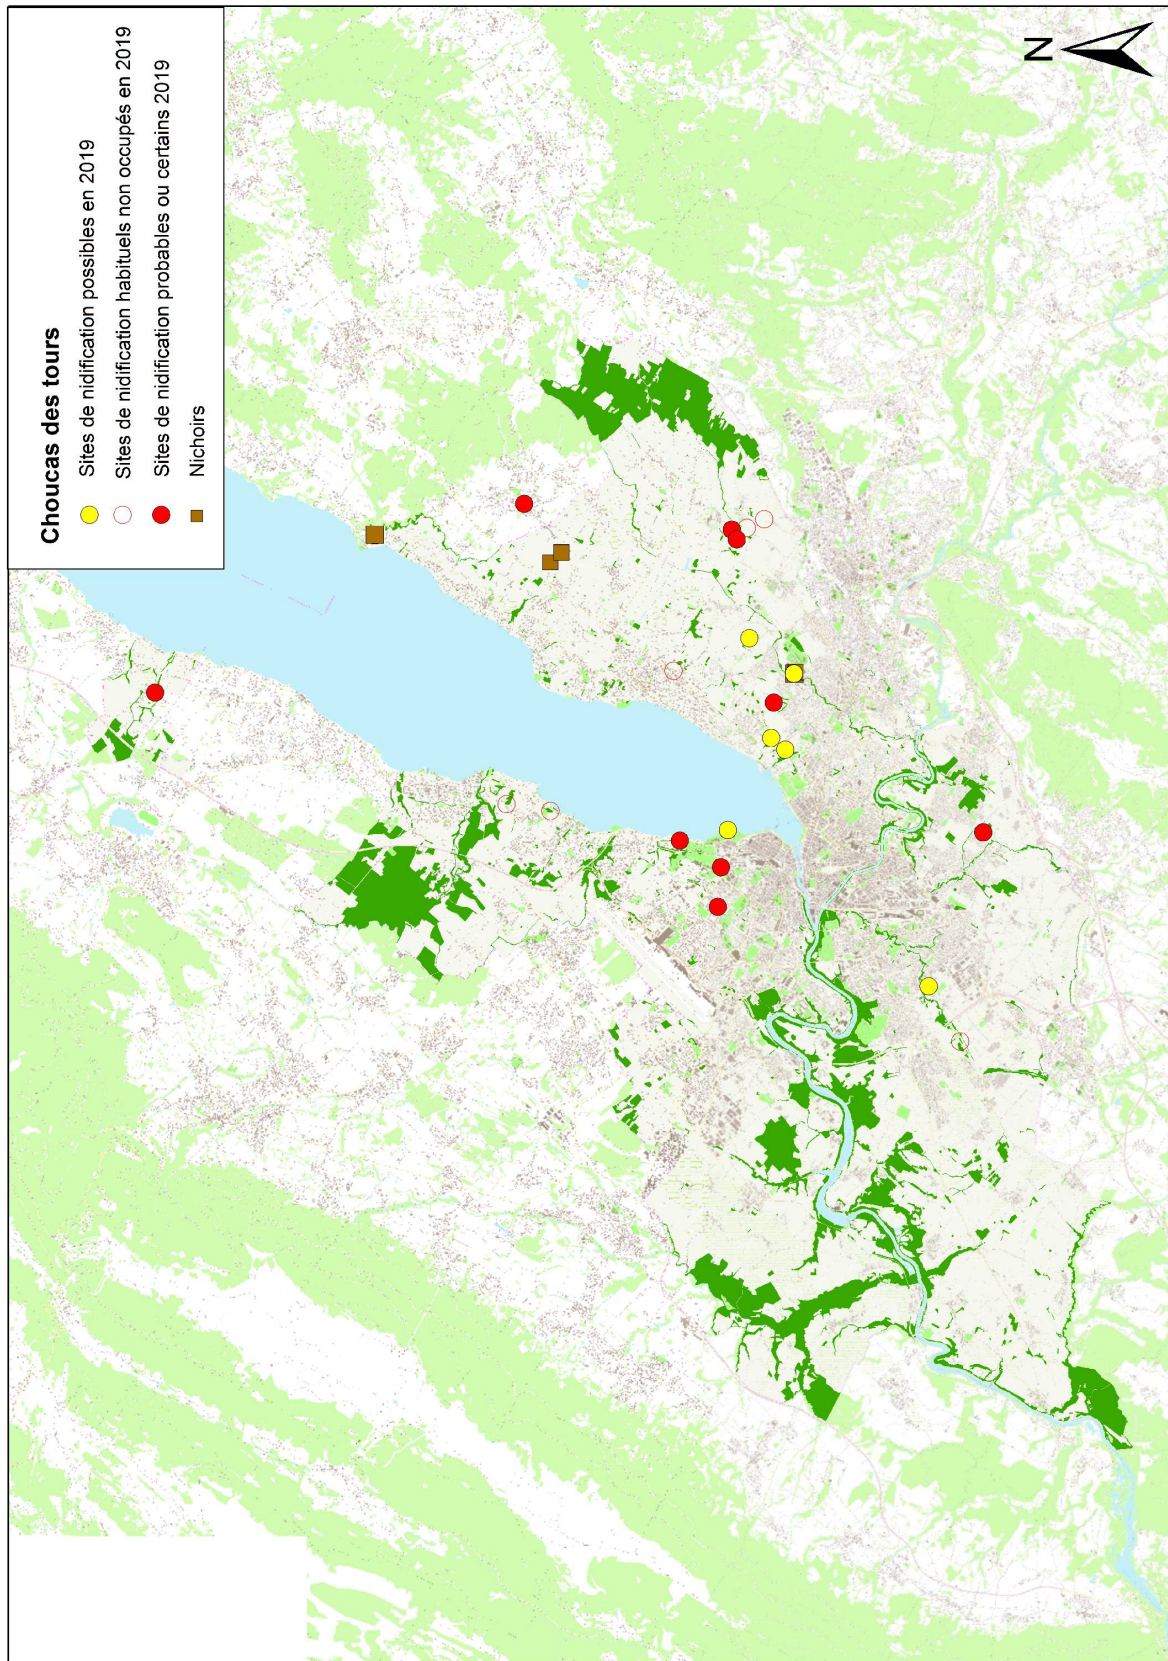 Choucas des tours
Sites de nidification possibles en 2019
Sites de nidification habituels non occupés en 2019
Sites de nidification probables ou certains 2019
Nichoirs
N